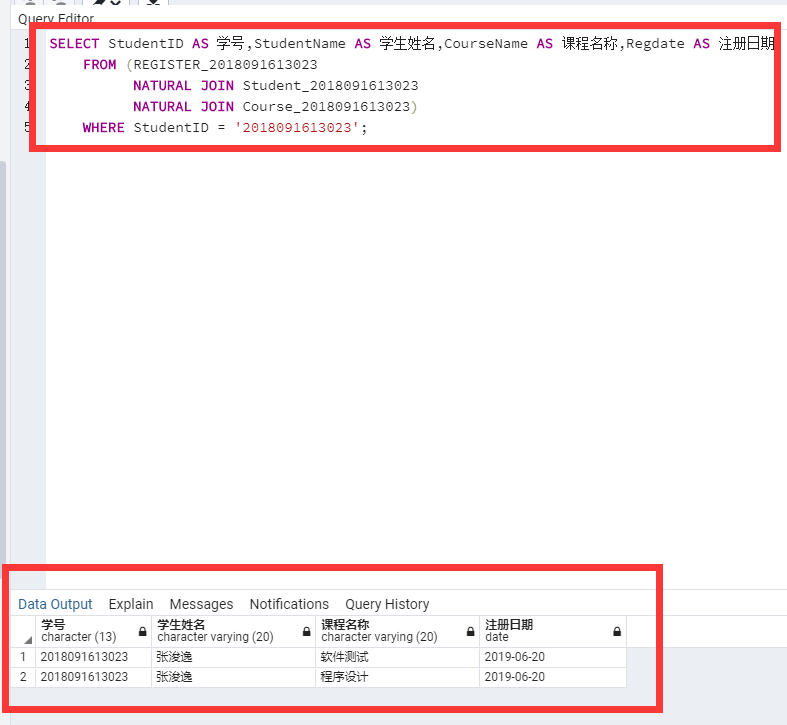 Query Editor
1 SELECT StudentID AS 学号,StudentName AS 学生姓名,CourseName AS 课程名称,Regdate AS 注册日期
2 FROM (REGISTER_2018091613023
3 NATURAL JOIN Student_2018091613023
4 NATURAL JOIN Course_2018091613023)
5 WHERE StudentID = '2018091613023';
Data Output Explain Messages Notifications Query History
学号 学生姓名 课程名称 注册日期
character (13) character varying (20) character varying (20) date
1 2018091613023 张浚逸 软件测试 2019-06-20
2 2018091613023 张浚逸 程序设计 2019-06-20